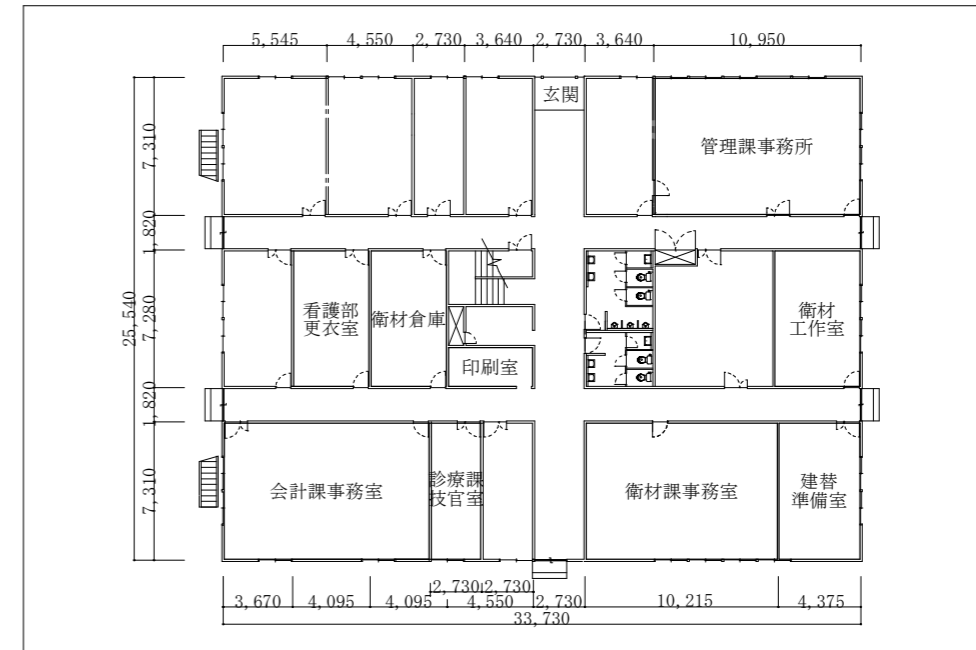 5,545
4,550
2,730
3,640
2,730
3,640
10,950
玄関
管理課事務所
7,310
1,820
7,280
1,820
7,310
25,540
看護部
更衣室
衛材倉庫
印刷室
衛材
工作室
会計課事務室
診療課
技官室
衛材課事務室
建替
準備室
2,730
2,730
3,670
4,095
4,095
4,550
2,730
10,215
4,375
33,730